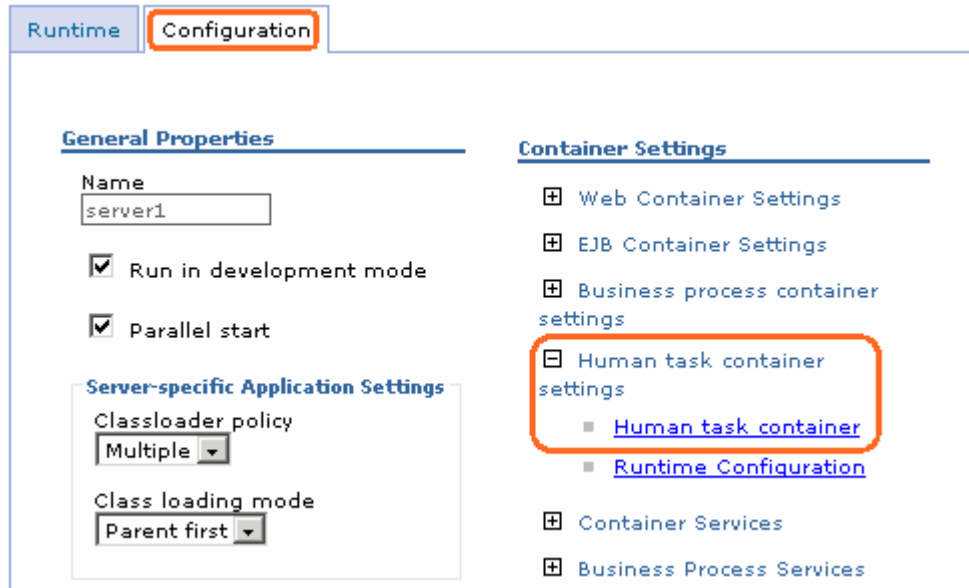 Runtime
Configuration
General Properties
Name
server1
Run in development mode
Parallel start
Server-specific Application Settings
Classloader policy
Multiple
Class loading mode
Parent first
Container Settings
Web Container Settings
EJB Container Settings
Business process container
settings
Human task container
settings
Human task container
Runtime Configuration
Container Services
Business Process Services